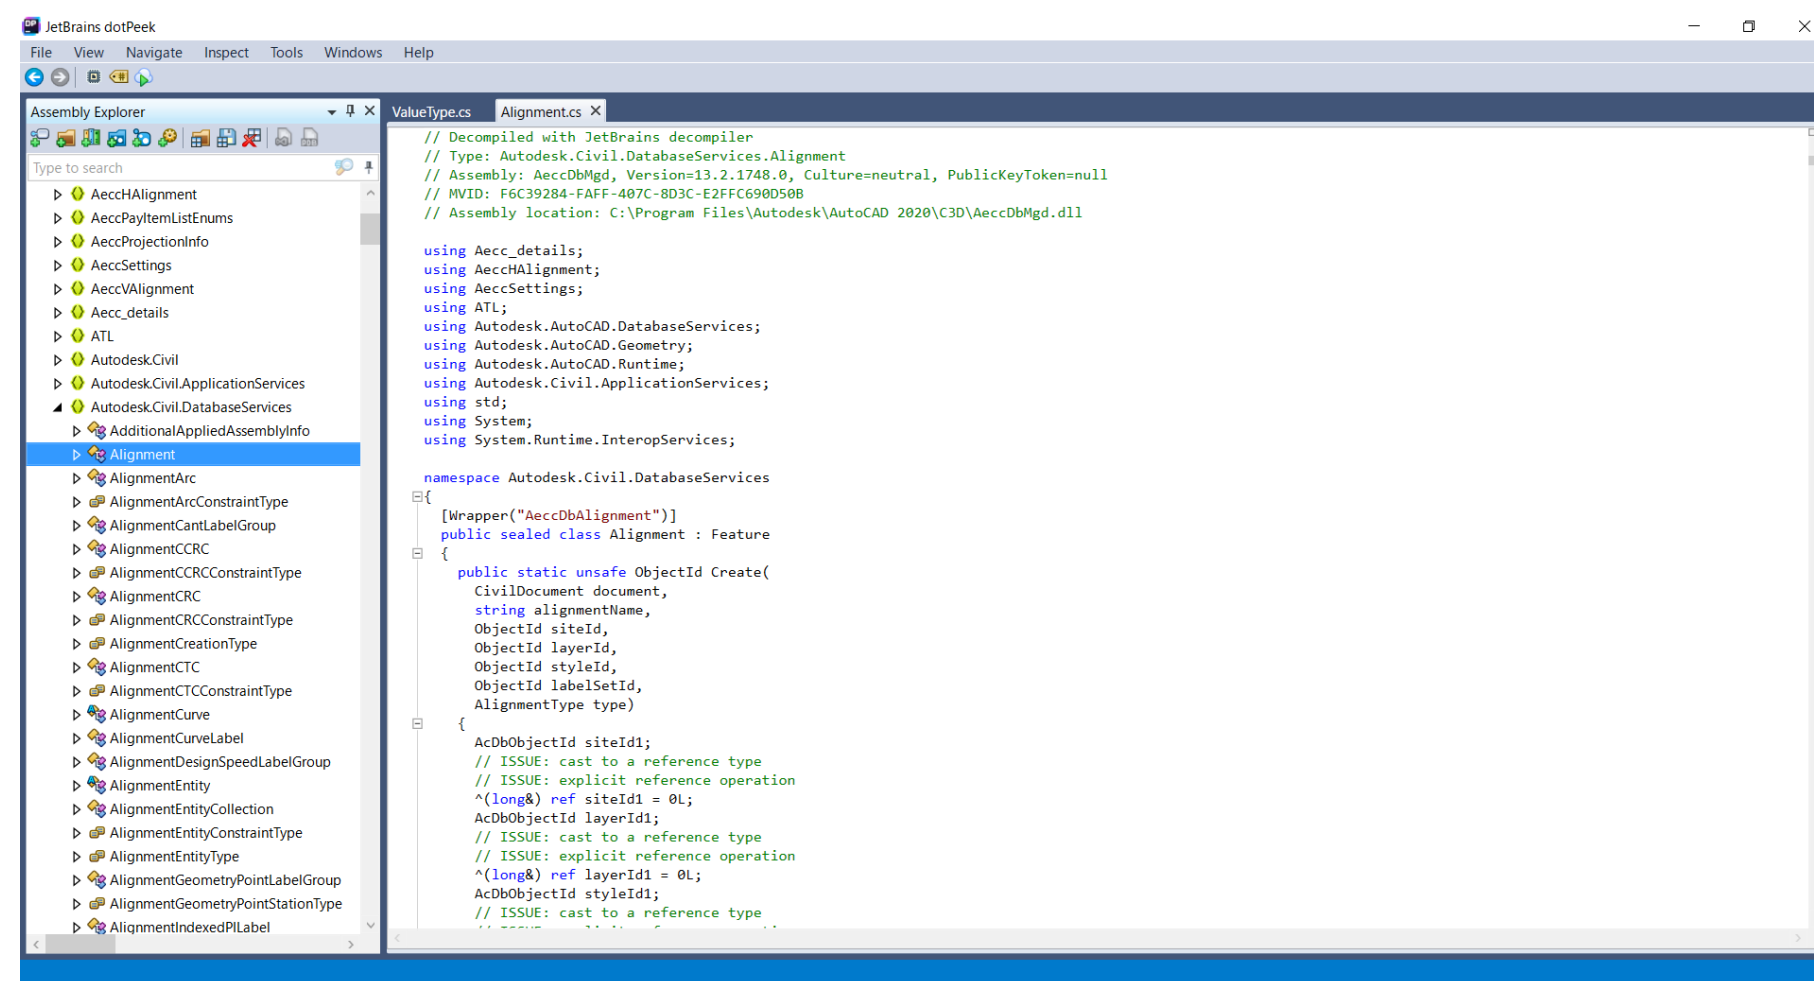 JetBrains dotPeek
File View Navigate Inspect Tools Windows Help
Assembly Explorer
Type to search
AeccHAlignment
AeccPayItemListEnums
AeccProjectionInfo
AeccSettings
AeccVAlignment
Aecc_details
ATL
Autodesk.Civil
Autodesk.Civil.ApplicationServices
Autodesk.Civil.DatabaseServices
AdditionalAppliedAssemblyInfo
Alignment
AlignmentArc
AlignmentArcConstraintType
AlignmentCantLabelGroup
AlignmentCCRC
AlignmentCCRCConstraintType
AlignmentCRC
AlignmentCRCConstraintType
AlignmentCreationType
AlignmentCTC
AlignmentCTCConstraintType
AlignmentCurve
AlignmentCurveLabel
AlignmentDesignSpeedLabelGroup
AlignmentEntity
AlignmentEntityCollection
AlignmentEntityConstraintType
AlignmentEntityType
AlignmentGeometryPointLabelGroup
AlignmentGeometryPointStationType
AlignmentIndexedPILabel
ValueType.cs Alignment.cs
// Decompiled with JetBrains decompiler
// Type: Autodesk.Civil.DatabaseServices.Alignment
// Assembly: AeccDbMgd, Version=13.2.1748.0, Culture=neutral, PublicKeyToken=null
// MVID: F6C39284-FAFF-407C-8D3C-E2FFC690D50B
// Assembly location: C:\Program Files\Autodesk\AutoCAD 2020\C3D\AeccDbMgd.dll
using Aecc_details;
using AeccHAlignment;
using AeccSettings;
using ATL;
using Autodesk.AutoCAD.DatabaseServices;
using Autodesk.AutoCAD.Geometry;
using Autodesk.AutoCAD.Runtime;
using Autodesk.Civil.ApplicationServices;
using std;
using System;
using System.Runtime.InteropServices;
namespace Autodesk.Civil.DatabaseServices
{
[Wrapper("AeccDbAlignment")]
public sealed class Alignment : Feature
{
public static unsafe ObjectId Create(
CivilDocument document,
string alignmentName,
ObjectId siteId,
ObjectId layerId,
ObjectId styleId,
ObjectId labelSetId,
AlignmentType type)
{
AcDbObjectId siteId1;
// ISSUE: cast to a reference type
// ISSUE: explicit reference operation
^(long&) ref siteId1 = 0L;
AcDbObjectId layerId1;
// ISSUE: cast to a reference type
// ISSUE: explicit reference operation
^(long&) ref layerId1 = 0L;
AcDbObjectId styleId1;
// ISSUE: cast to a reference type